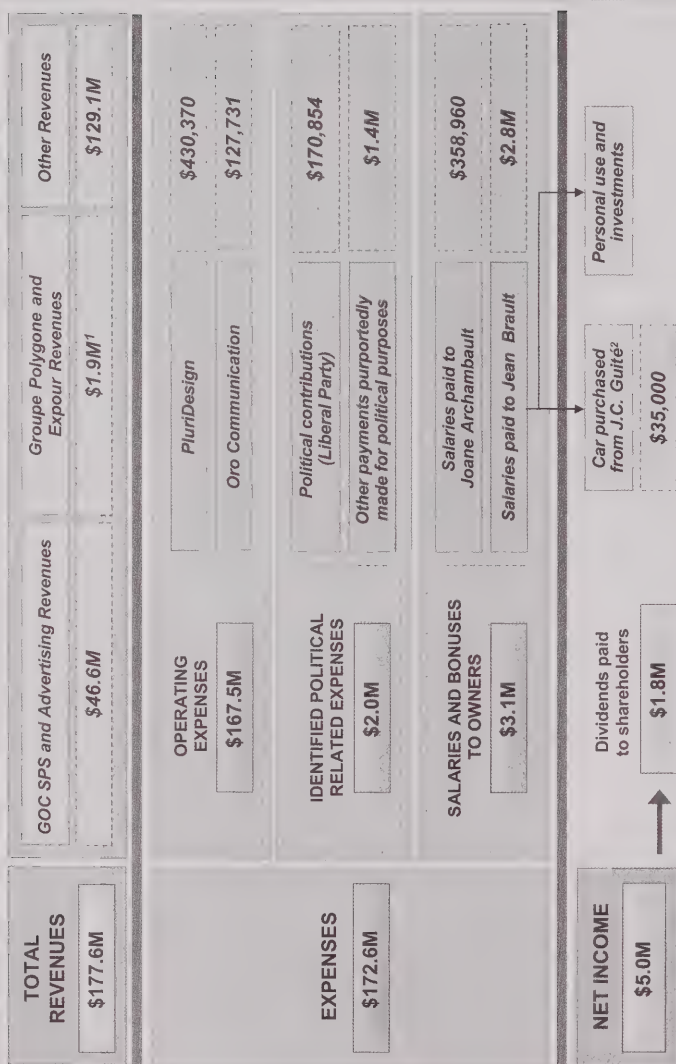 TOTAL
REVENUES
$177.6M
GOC SPS and Advertising Revenues
$46.6M
Groupe Polygone and
Expour Revenues
$1.9M¹
Other Revenues
$129.1M
EXPENSES
$172.6M
OPERATING
EXPENSES
$167.5M
PluriDesign
$430,370
Oro Communication
$127,731
IDENTIFIED POLITICAL
RELATED EXPENSES
$2.0M
Political contributions
(Liberal Party)
$170,854
Other payments purportedly
made for political purposes
$1.4M
SALARIES AND BONUSES
TO OWNERS
$3.1M
Salaries paid to
Joane Archambault
$358,960
Salaries paid to Jean Brault
$2.8M
NET INCOME
$5.0M
Dividends paid
to shareholders
$1.8M
Car purchased
from J.C. Guité²
$35,000
Personal use and
investments